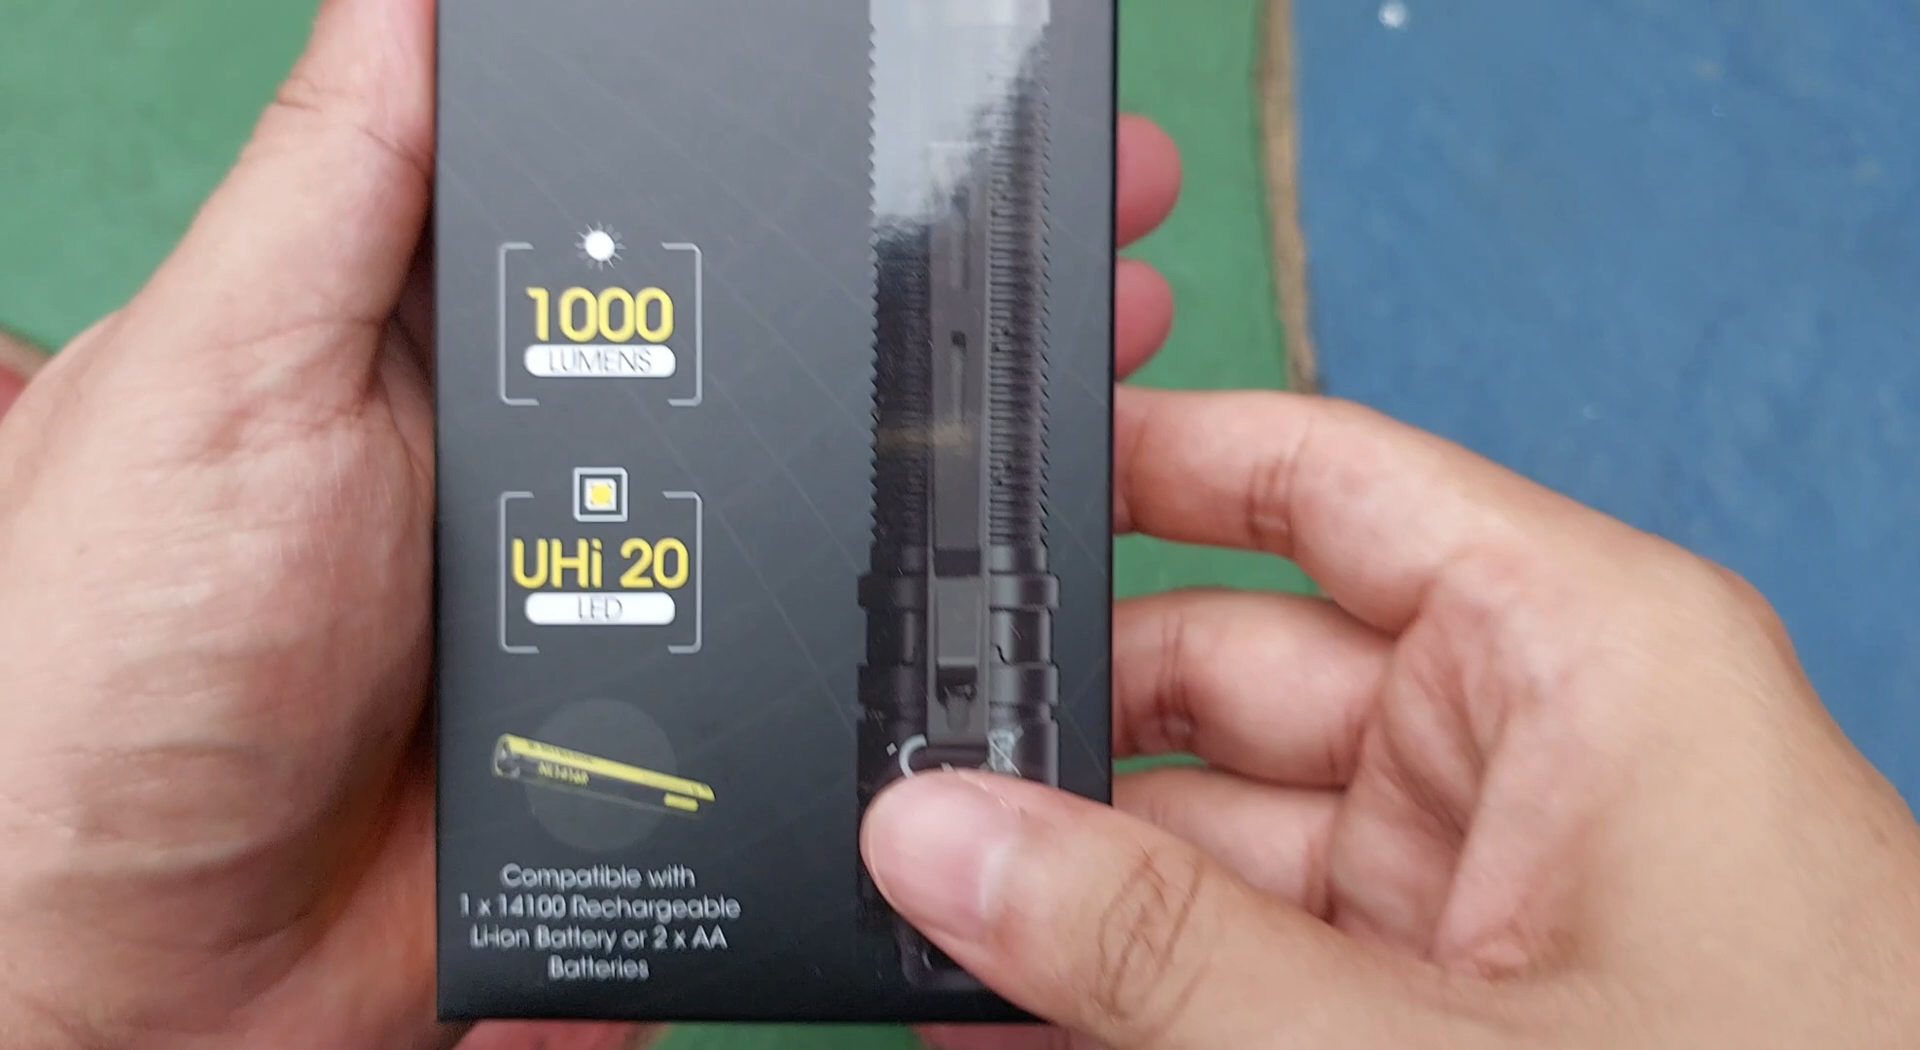 1000
LUMENS
UHi 20
LED
Compatible with
1 x 14100 Rechargeable
Li-ion Battery or 2 x AA
Batteries